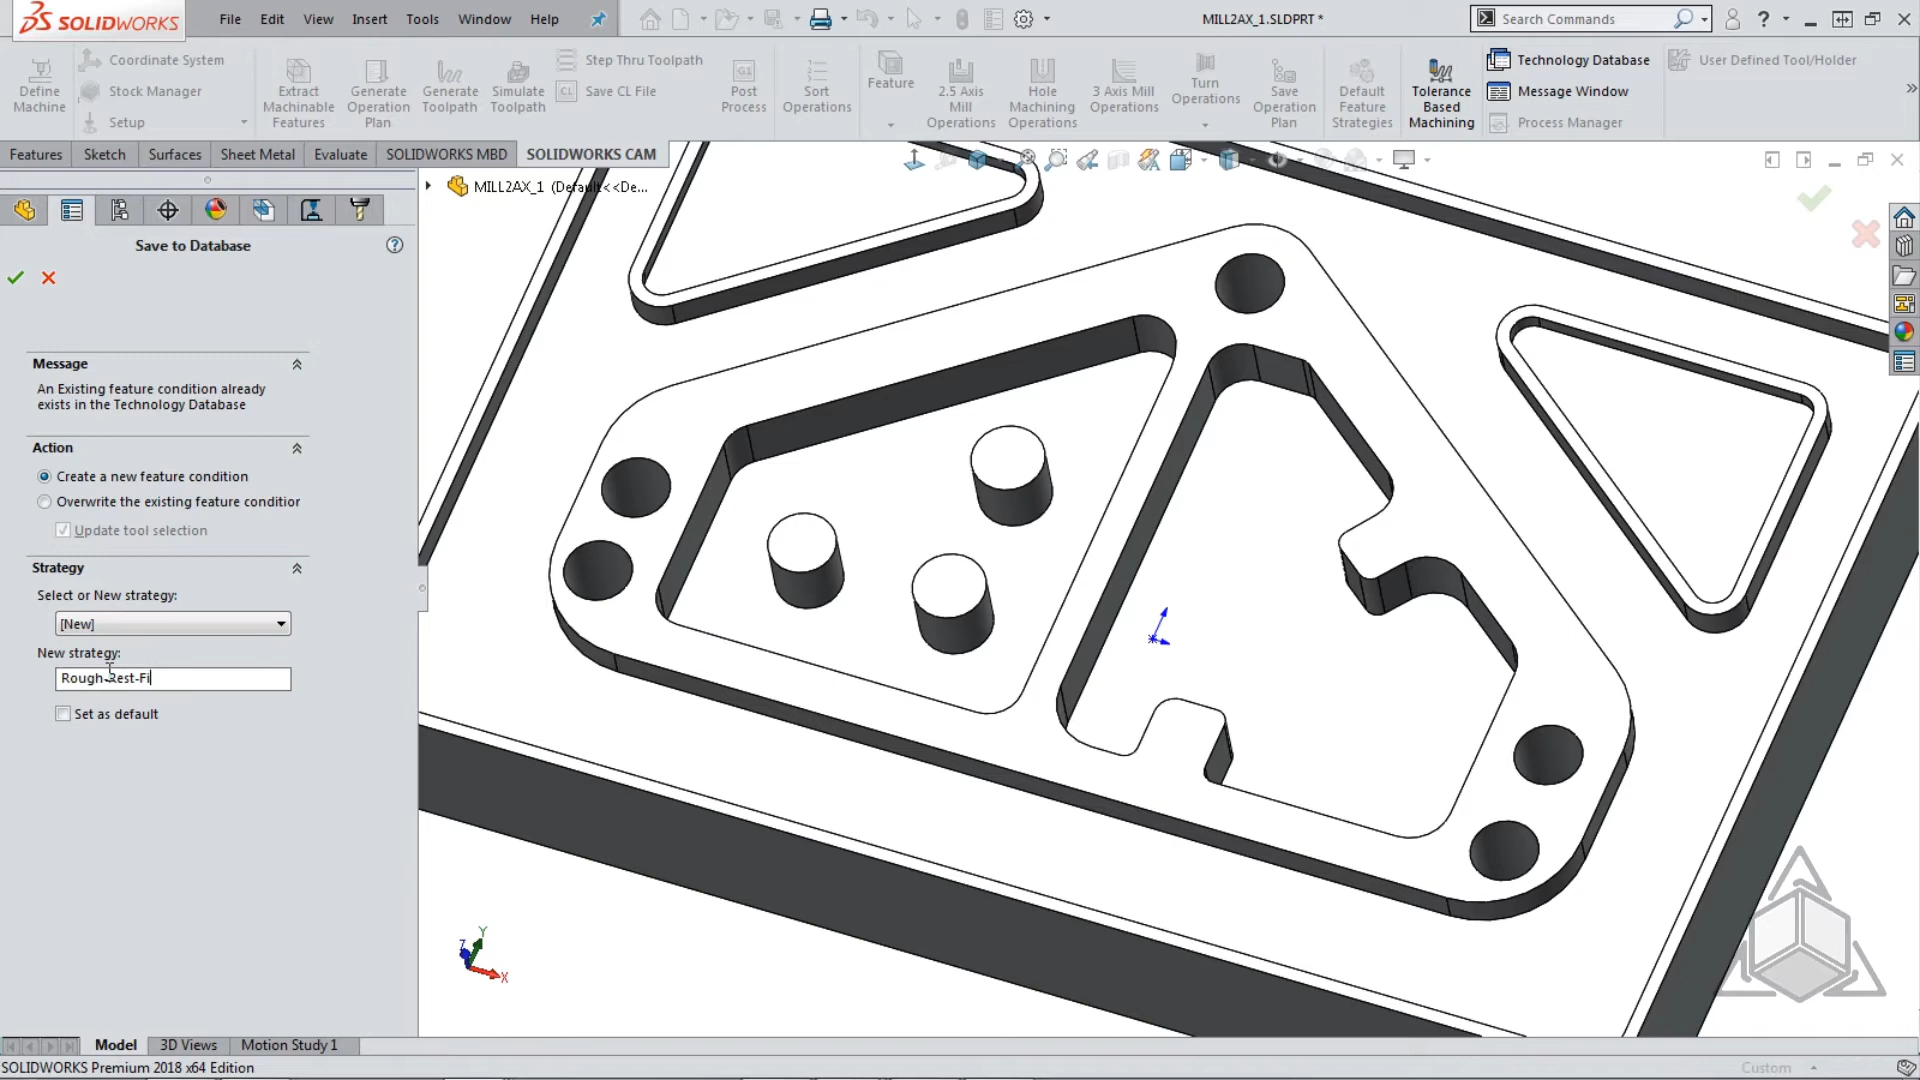 SOLIDWORKS
File Edit View Insert Tools Window Help
MILL2AX_1.SLDPRT *
Search Commands
Define Machine
Coordinate System
Stock Manager
Setup
Extract Machinable Features
Generate Operation Plan
Generate Toolpath
Simulate Toolpath
Step Thru Toolpath
Save CL File
G1
CL
Post Process
Sort Operations
Feature
2.5 Axis Mill Operations
Hole Machining Operations
3 Axis Mill Operations
Turn Operations
Save Operation Plan
Default Feature Strategies
Tolerance Based Machining
Technology Database
Message Window
Process Manager
User Defined Tool/Holder
Features Sketch Surfaces Sheet Metal Evaluate SOLIDWORKS MBD SOLIDWORKS CAM
MILL2AX_1 (Default<<De...
Save to Database
Message
An Existing feature condition already
exists in the Technology Database
Action
Create a new feature condition
Overwrite the existing feature condition
Update tool selection
Strategy
Select or New strategy:
[New]
New strategy:
Rough-Rest-Fi
Set as default
Y
Z
X
Model 3D Views Motion Study 1
SOLIDWORKS Premium 2018 x64 Edition
Custom